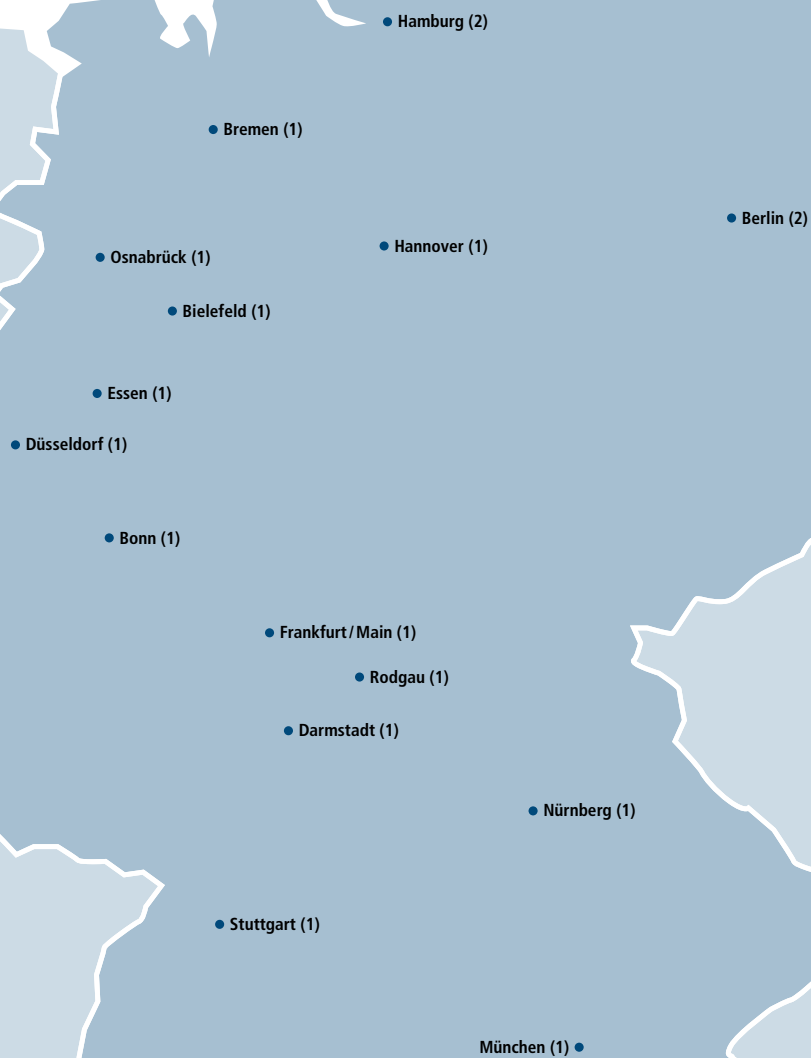 Hamburg (2)
Bremen (1)
Berlin (2)
Hannover (1)
Osnabrück (1)
Bielefeld (1)
Essen (1)
Düsseldorf (1)
Bonn (1)
Frankfurt/Main (1)
Rodgau (1)
Darmstadt (1)
Nürnberg (1)
Stuttgart (1)
München (1)